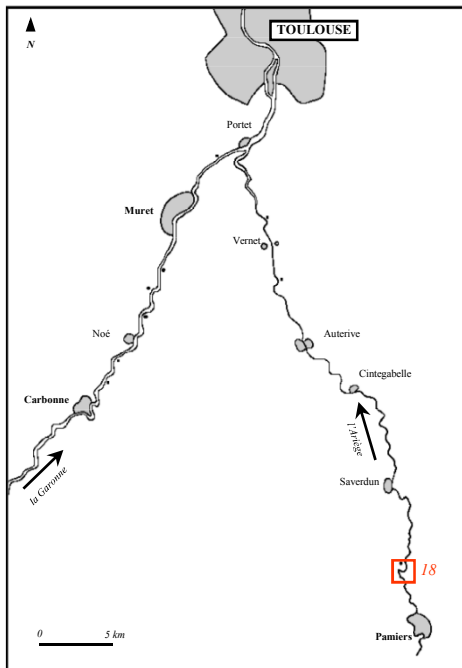 TOULOUSE
N
Portet
Muret
Vernet
Noé
Auterive
Cintegabelle
Carbonne
l'Ariège
la Garonne
Saverdun
18
Pamiers
0 5 km